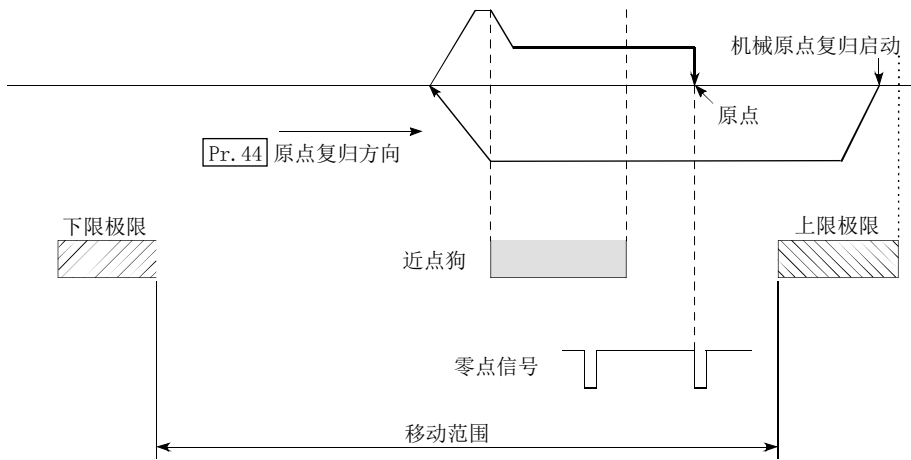 机械原点复归启动
原点
Pr. 44 原点复归方向
下限极限
上限极限
近点狗
零点信号
移动范围